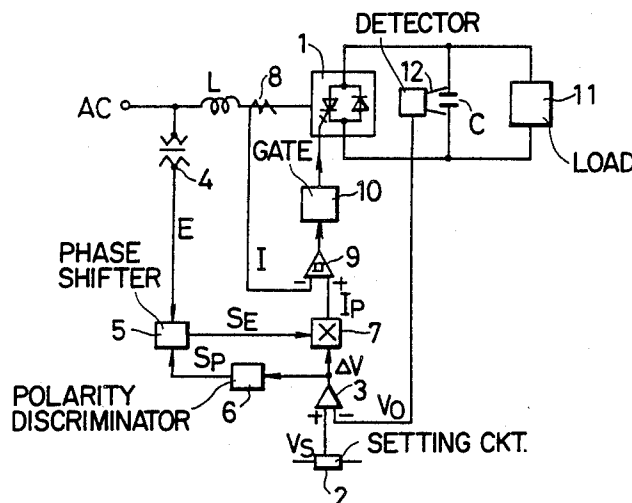 DETECTOR
1
12
L
8
AC
11
C
GATE
4
10
LOAD
E
9
I
PHASE
SHIFTER
- +
IP
5
SE
7
SP
ΔV
POLARITY
DISCRIMINATOR
6
3
+ -
VO
VS
SETTING CKT.
2